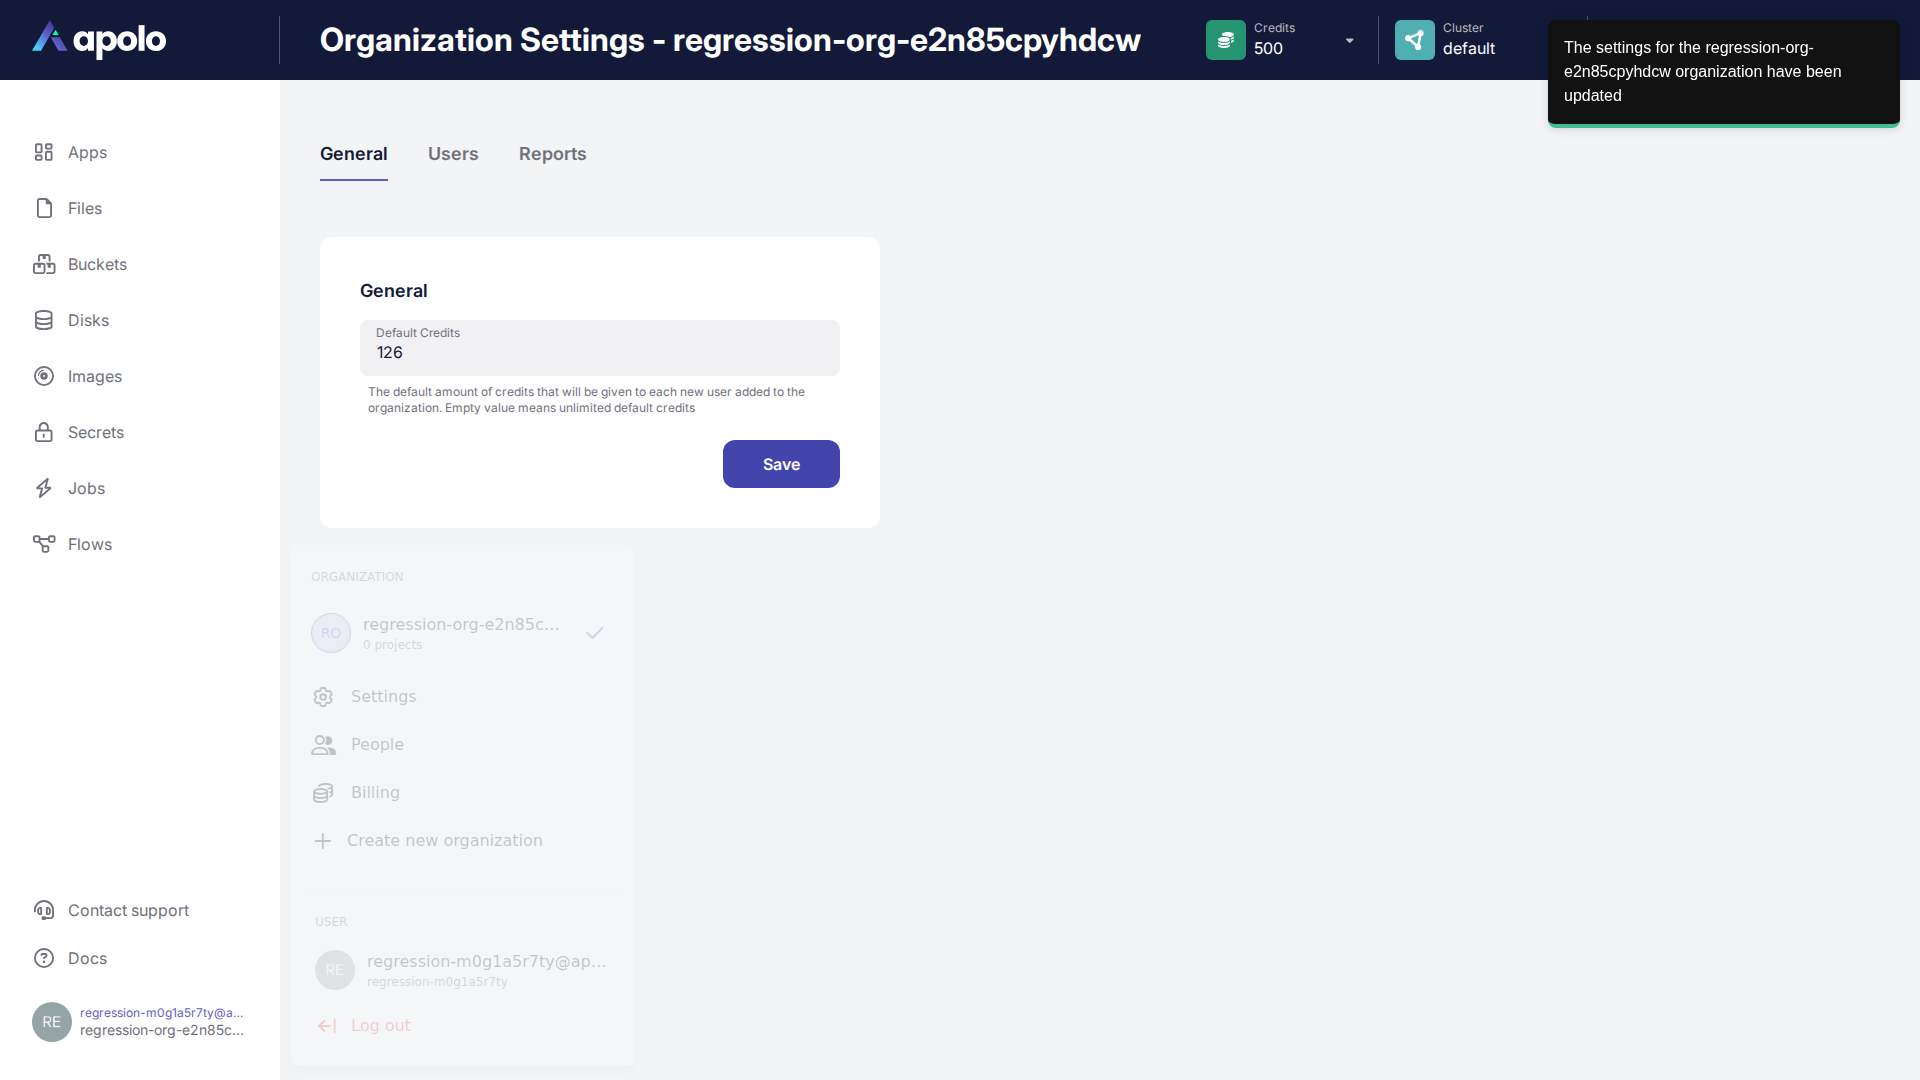 apolo
Organization Settings - regression-org-e2n85cpyhdcw
Credits
500
Cluster
default
The settings for the regression-org-
e2n85cpyhdcw organization have been
updated
Apps
Files
Buckets
Disks
Images
Secrets
Jobs
Flows
General
Users
Reports
General
Default Credits
126
The default amount of credits that will be given to each new user added to the
organization. Empty value means unlimited default credits
Save
ORGANIZATION
RO
regression-org-e2n85c...
0 projects
Settings
People
Billing
Create new organization
USER
RE
regression-m0g1a5r7ty@ap...
regression-m0g1a5r7ty
Log out
Contact support
Docs
RE
regression-m0g1a5r7ty@a...
regression-org-e2n85c...